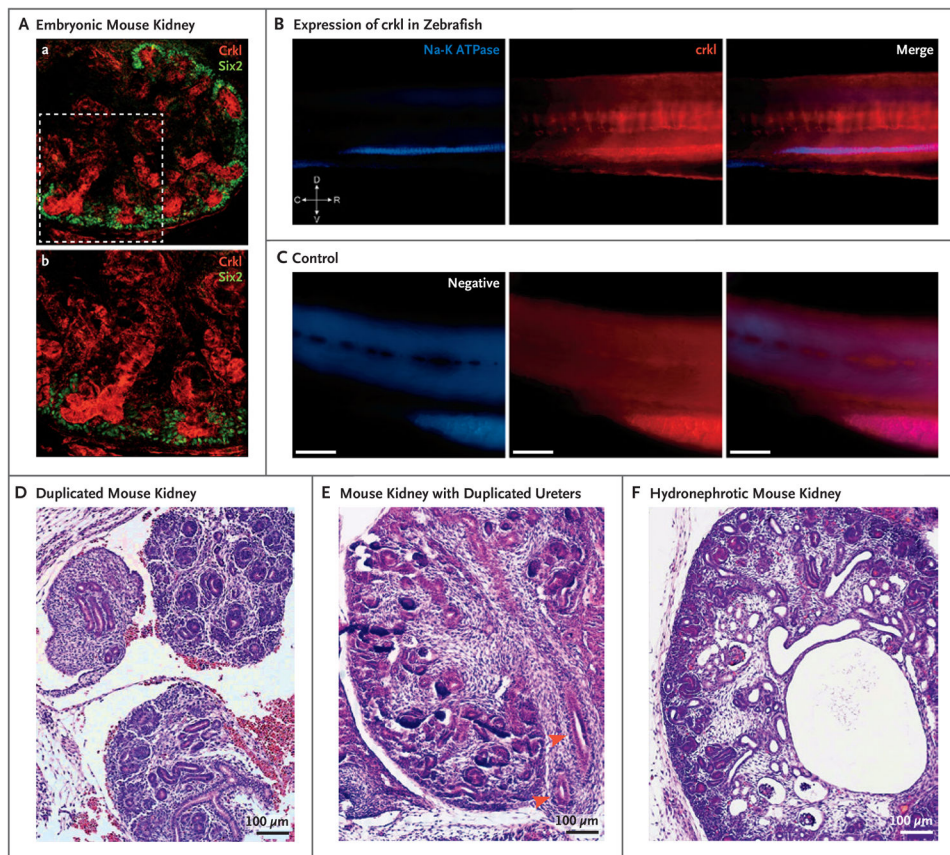 A Embryonic Mouse Kidney
a
Crkl
Six2
b
Crkl
Six2
B Expression of crkl in Zebrafish
Na-K ATPase
crkl
Merge
D
C
R
V
C Control
Negative
D Duplicated Mouse Kidney
100 µm
E Mouse Kidney with Duplicated Ureters
100 µm
F Hydronephrotic Mouse Kidney
100 µm